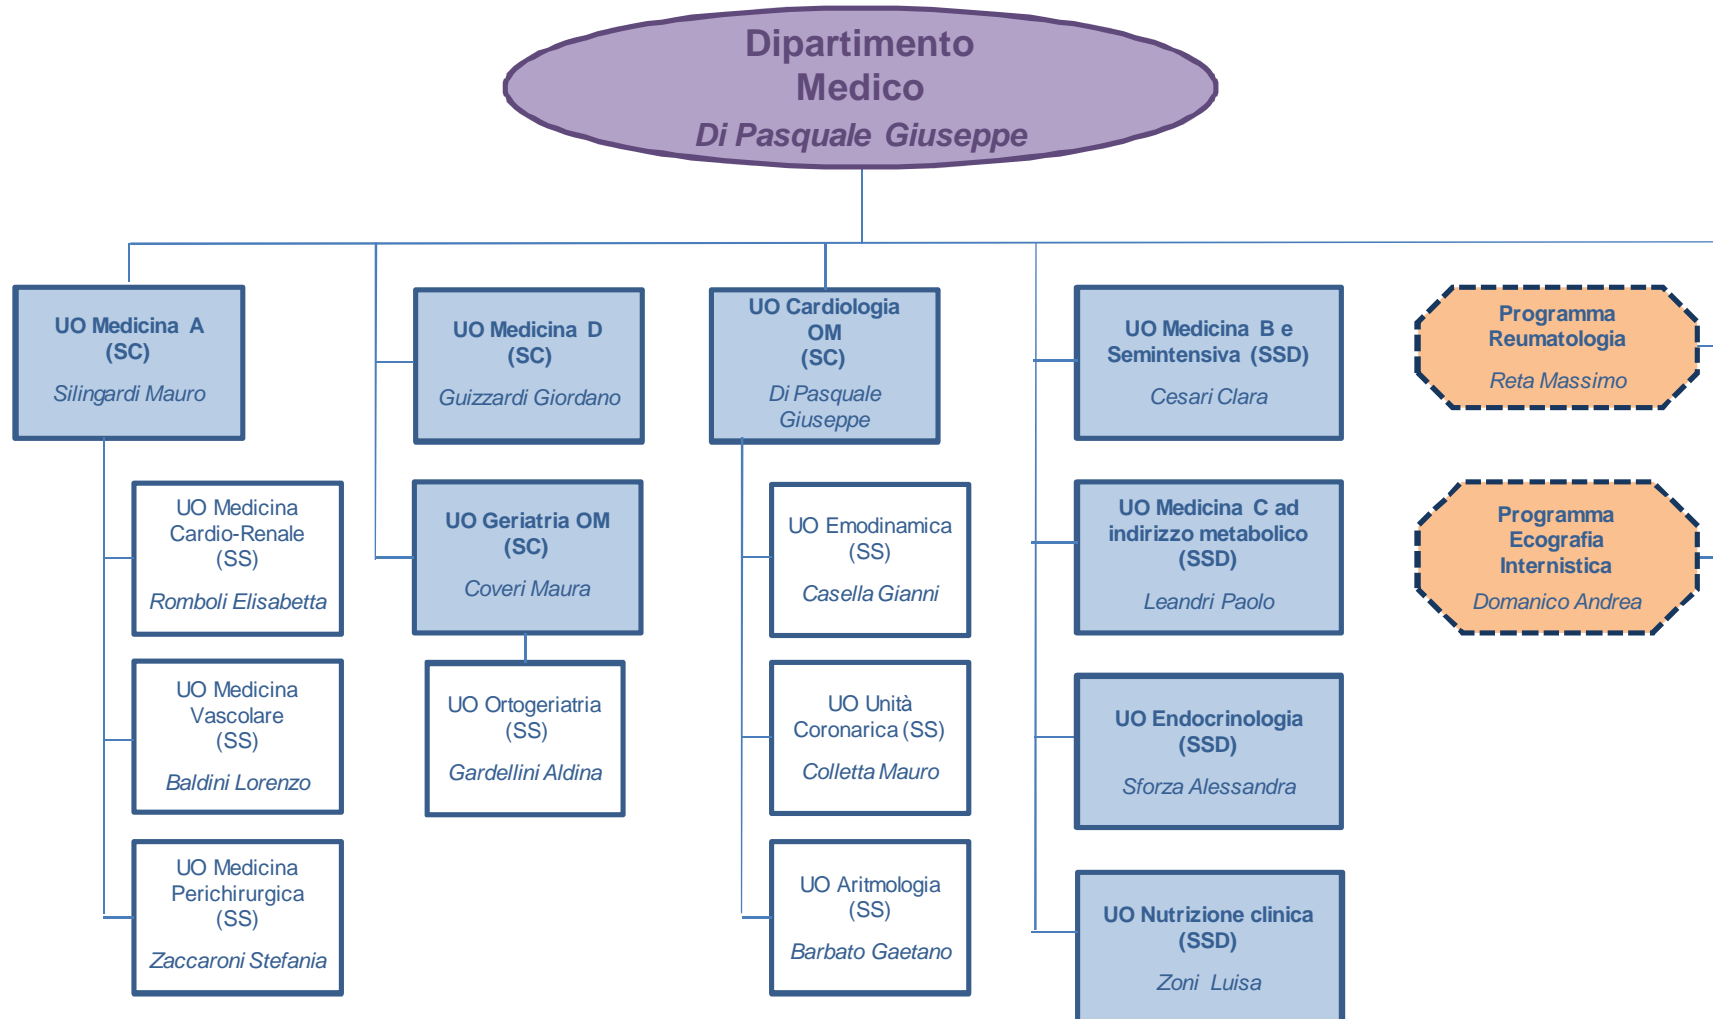 Dipartimento
Medico
Di Pasquale Giuseppe
UO Medicina A
(SC)
Silingardi Mauro
UO Medicina
Cardio-Renale
(SS)
Romboli Elisabetta
UO Medicina
Vascolare
(SS)
Baldini Lorenzo
UO Medicina
Perichirurgica
(SS)
Zaccaroni Stefania
UO Medicina D
(SC)
Guizzardi Giordano
UO Geriatria OM
(SC)
Coveri Maura
UO Ortogeriatria
(SS)
Gardellini Aldina
UO Cardiologia
OM
(SC)
Di Pasquale
Giuseppe
UO Emodinamica
(SS)
Casella Gianni
UO Unità
Coronarica (SS)
Colletta Mauro
UO Aritmologia
(SS)
Barbato Gaetano
UO Medicina B e
Semintensiva (SSD)
Cesari Clara
UO Medicina C ad
indirizzo metabolico
(SSD)
Leandri Paolo
UO Endocrinologia
(SSD)
Sforza Alessandra
UO Nutrizione clinica
(SSD)
Zoni Luisa
Programma
Reumatologia
Reta Massimo
Programma
Ecografia
Internistica
Domanico Andrea